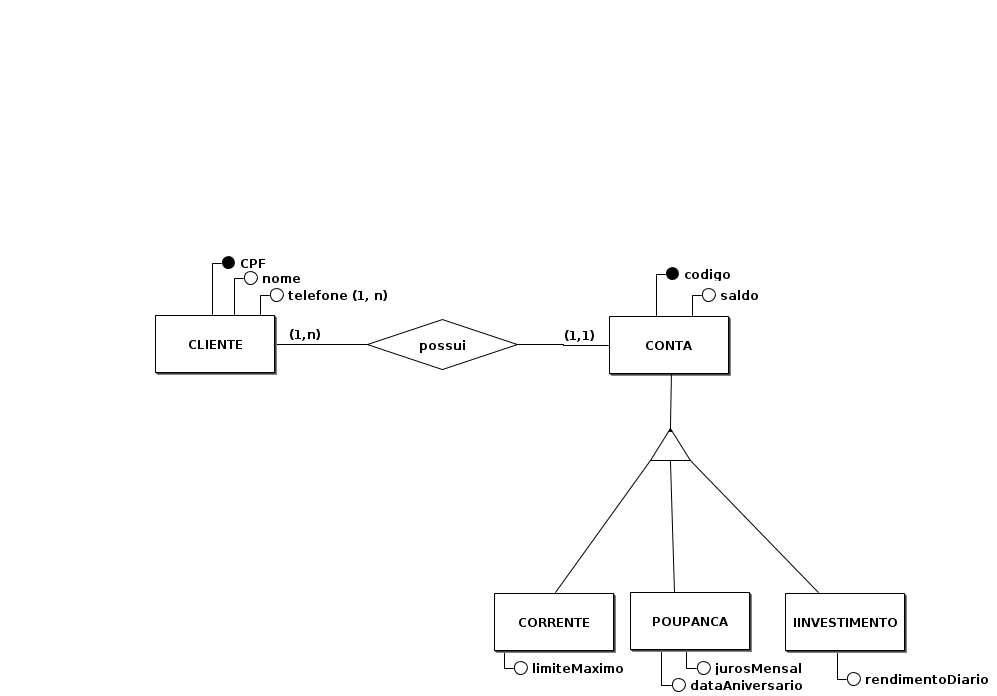 CPF
nome
telefone (1, n)
codigo
saldo
CLIENTE
(1,n)
possui
(1,1)
CONTA
CORRENTE
POUPANCA
IINVESTIMENTO
limiteMaximo
jurosMensal
dataAniversario
rendimentoDiario